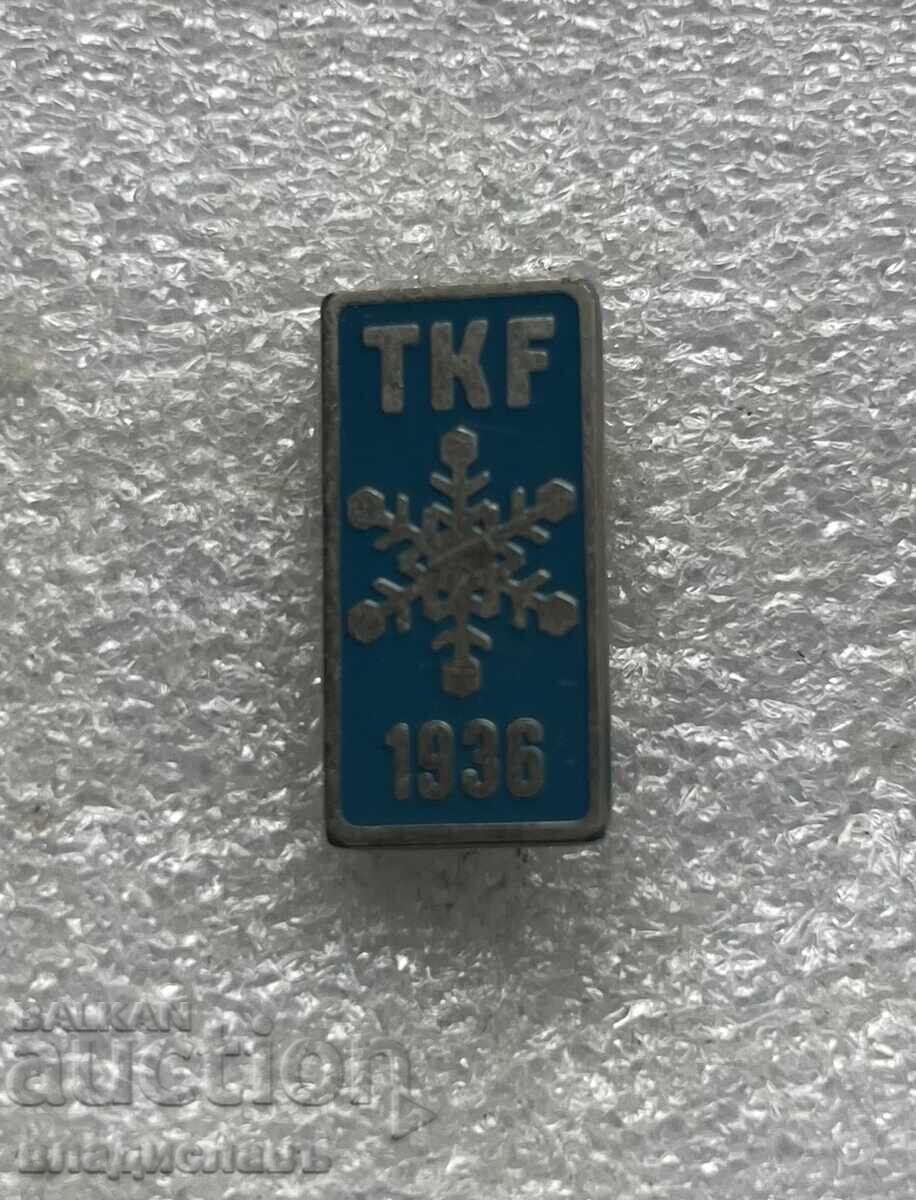 TKF
1936
BALKAN
auction
Владиславъ